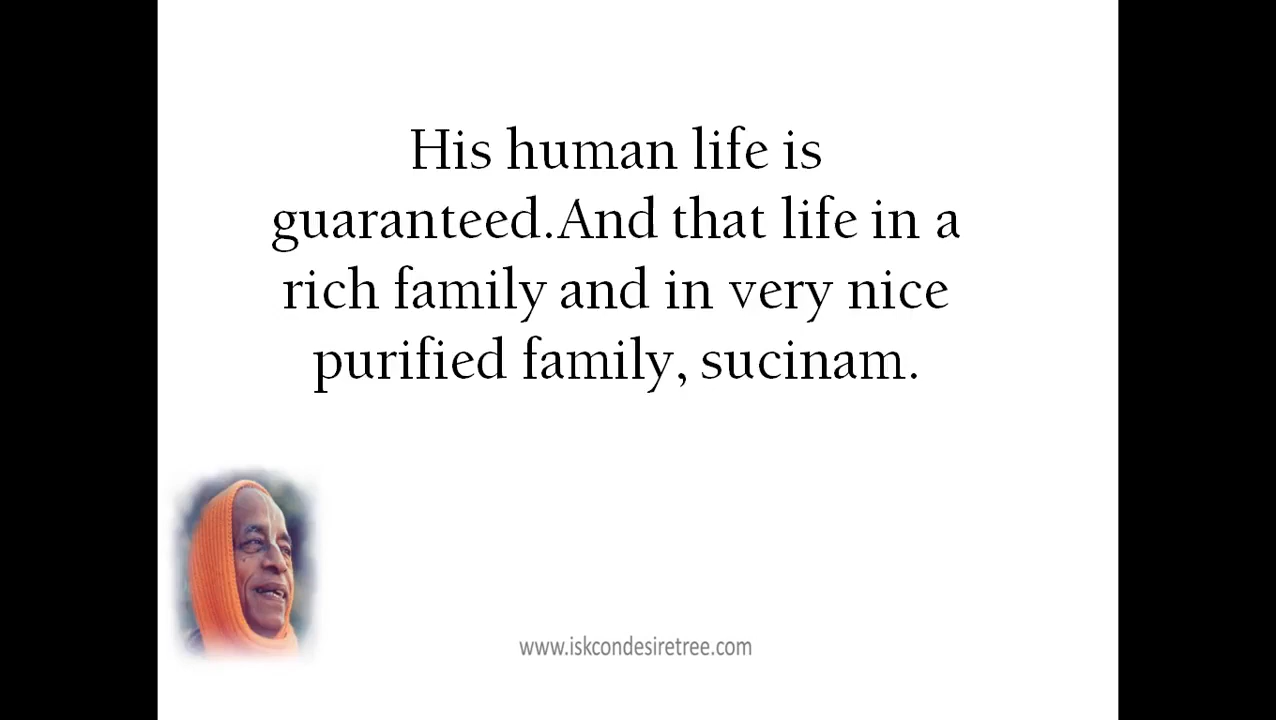 His human life is
guaranteed.And that life in a
rich family and in very nice
purified family, sucinam.
www.iskcondesiretree.com